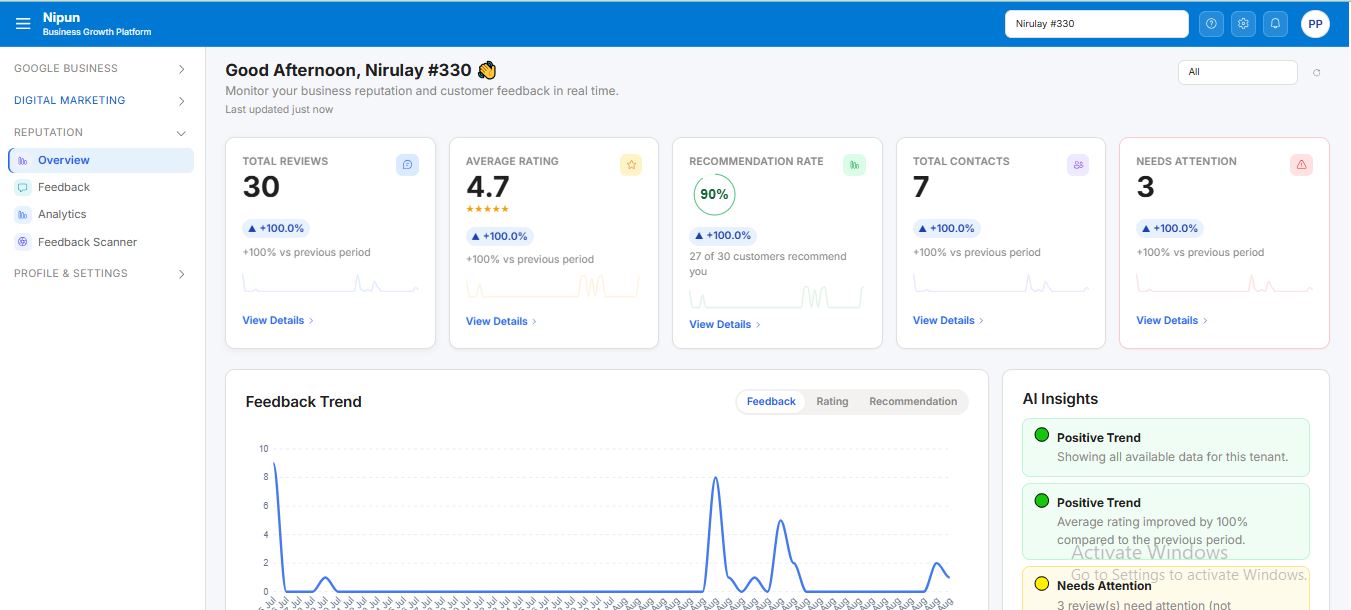 Nipun
Business Growth Platform
Nirulay #330
PP
GOOGLE BUSINESS
DIGITAL MARKETING
REPUTATION
Overview
Feedback
Analytics
Feedback Scanner
PROFILE & SETTINGS
Good Afternoon, Nirulay #330 👋
Monitor your business reputation and customer feedback in real time.
Last updated just now
All
TOTAL REVIEWS
30
▲ +100.0%
+100% vs previous period
View Details >
AVERAGE RATING
4.7
★★★★★
▲ +100.0%
+100% vs previous period
View Details >
RECOMMENDATION RATE
90%
▲ +100.0%
27 of 30 customers recommend
you
View Details >
TOTAL CONTACTS
7
▲ +100.0%
+100% vs previous period
View Details >
NEEDS ATTENTION
3
▲ +100.0%
+100% vs previous period
View Details >
Feedback Trend
Feedback Rating Recommendation
10
8
6
4
2
0
AI Insights
Positive Trend
Showing all available data for this tenant.
Positive Trend
Average rating improved by 100%
compared to the previous period.
Needs Attention
3 review(s) need attention (not
Activate Windows
Go to Settings to activate Windows.